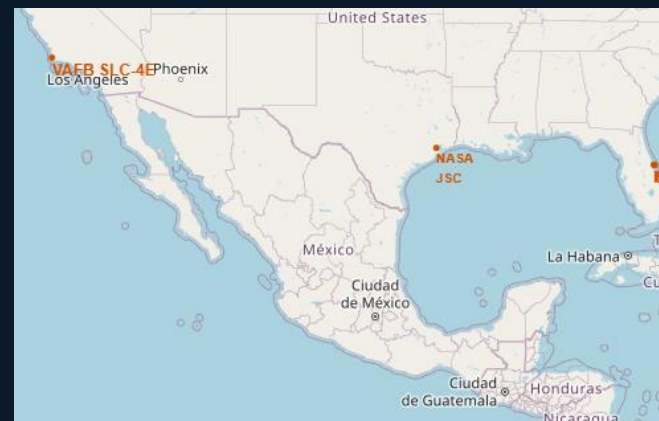 United States
VAFB SLC-4E
Phoenix
Los Angeles
NASA
JSC
La Habana
México
Ciudad
de México
Ciudad
de Guatemala
Honduras
Nicaragua